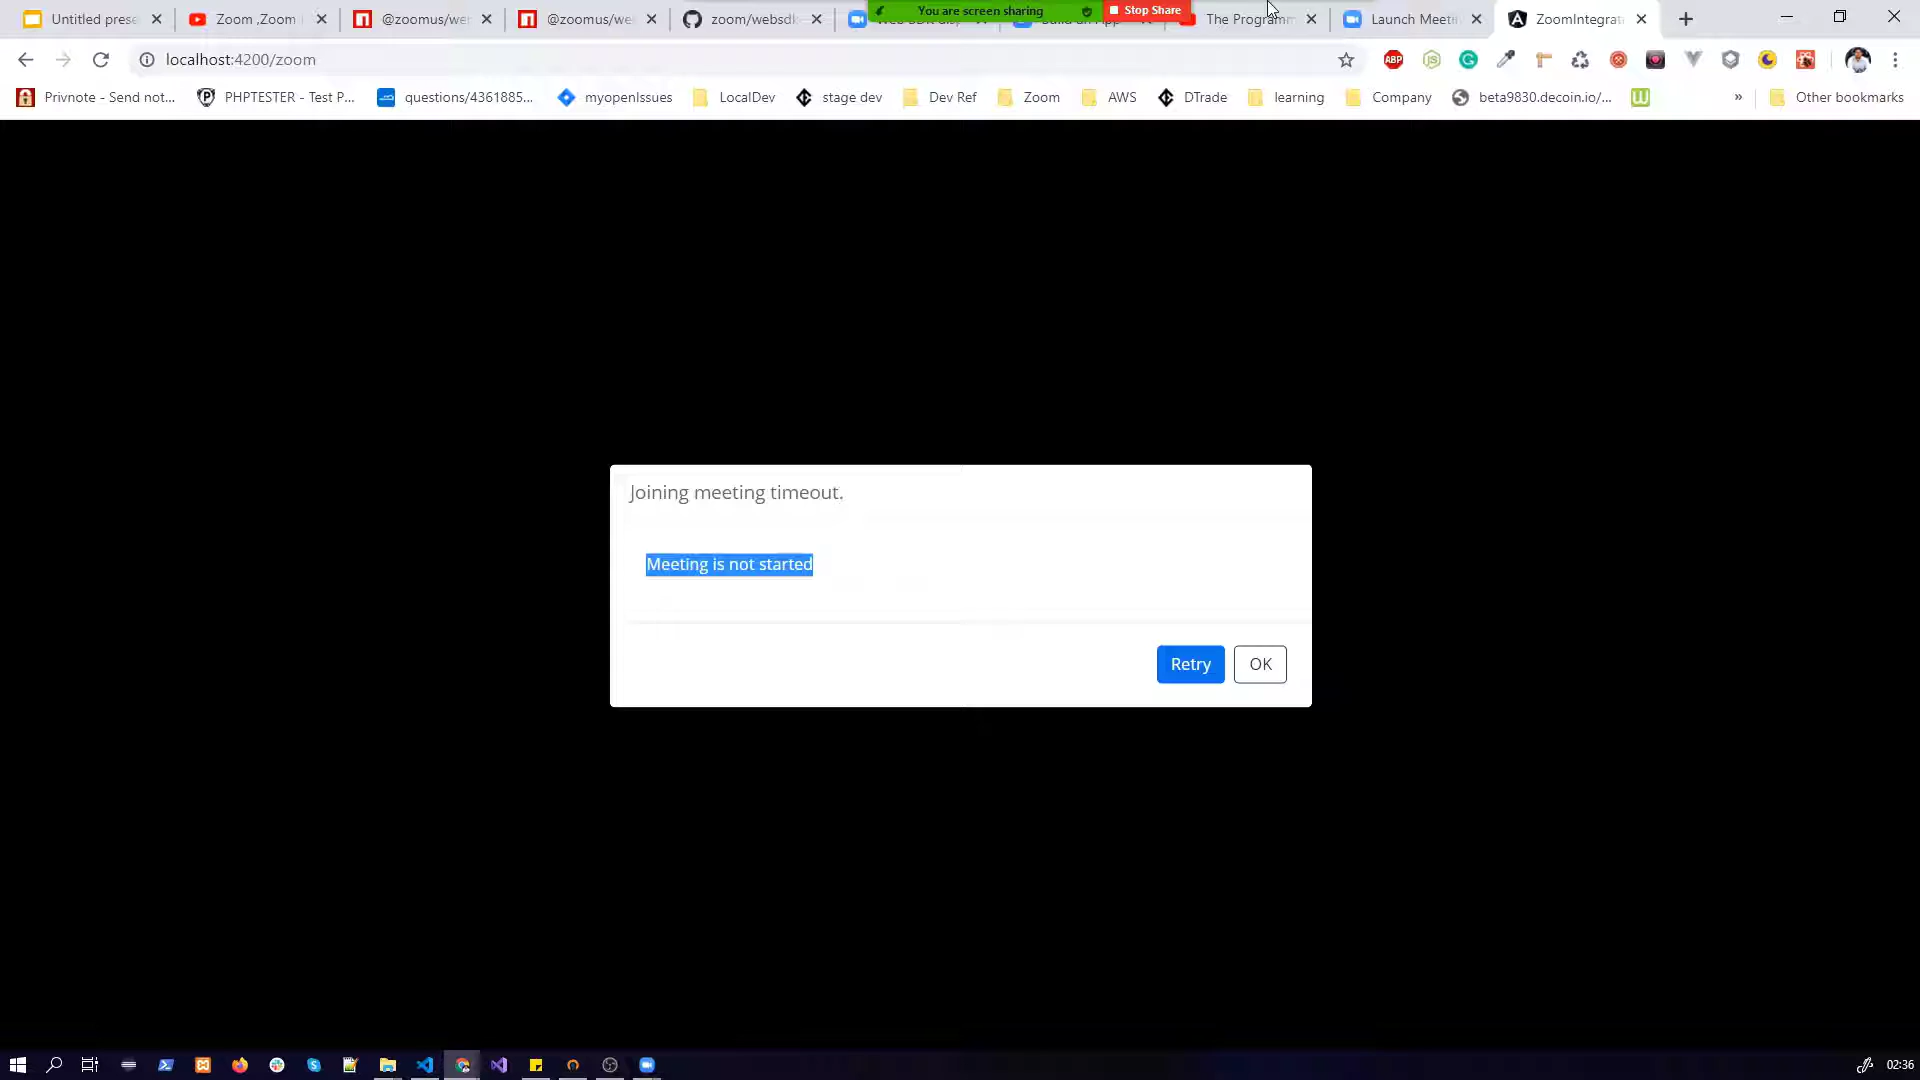 Untitled prese
Zoom ,Zoom
@zoomus/we
@zoomus/we
zoom/websdk
You are screen sharing
Stop Share
The Programm
Launch Meeti
ZoomIntegrat
localhost:4200/zoom
ABP
Privnote - Send not...
PHPTESTER - Test P...
questions/4361885...
myopenIssues
LocalDev
stage dev
Dev Ref
Zoom
AWS
DTrade
learning
Company
beta9830.decoin.io/...
»
Other bookmarks
Joining meeting timeout.
Meeting is not started
Retry
OK
02:36